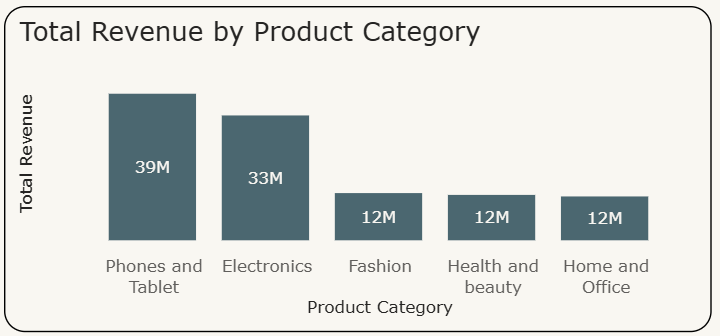 Total Revenue by Product Category
Total Revenue
39M
33M
12M
12M
12M
Phones and
Tablet
Electronics
Fashion
Health and
beauty
Home and
Office
Product Category